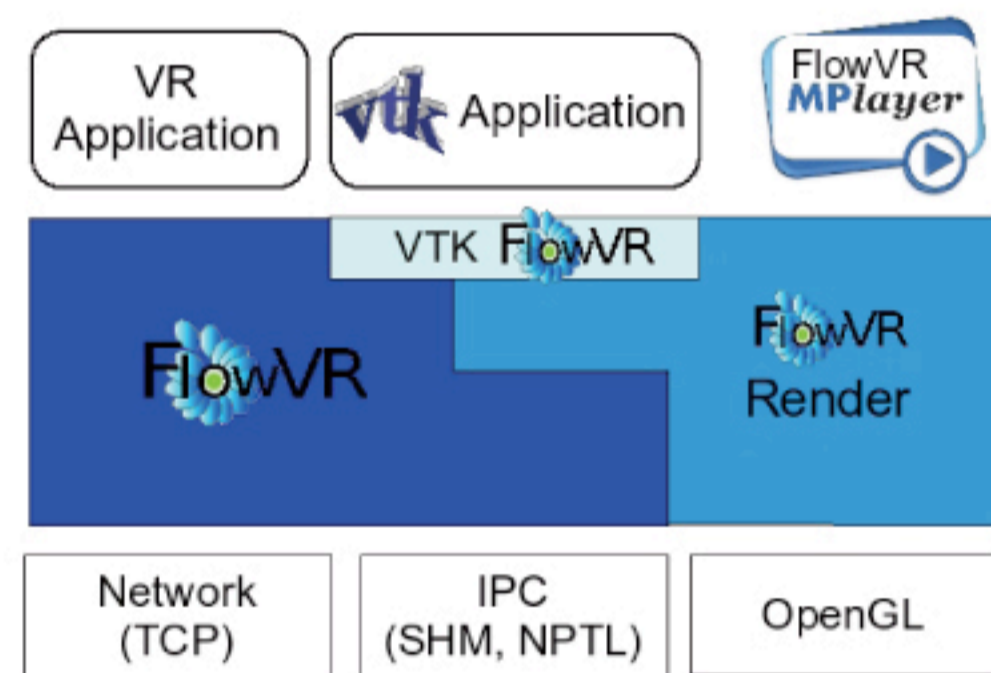 VR
Application
vtk Application
FlowVR
MPlayer
VTK FlowVR
FlowVR
FlowVR
Render
Network
(TCP)
IPC
(SHM, NPTL)
OpenGL